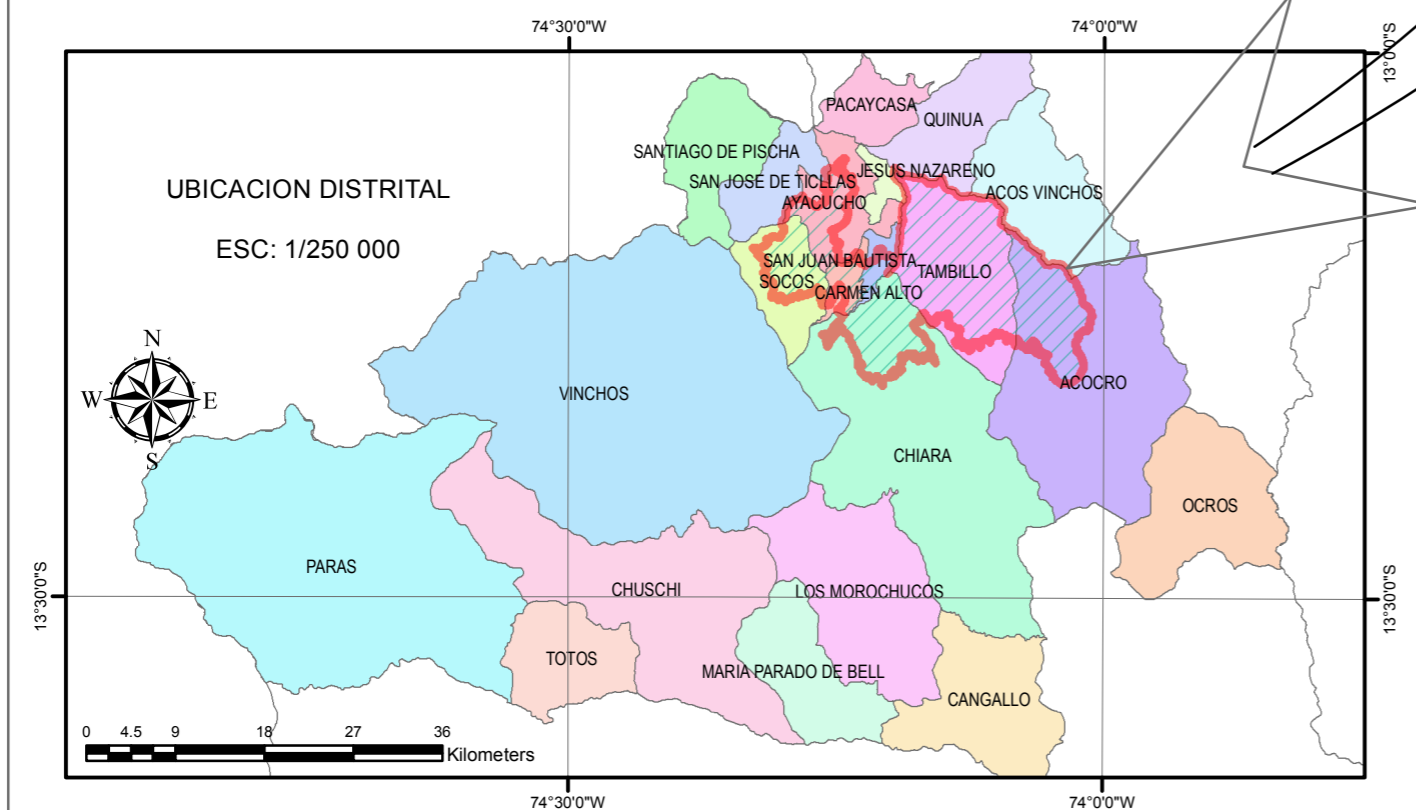 74°30'0"W
74°0'0"W
13°0'0"S
PACAYCASA
QUINUA
SANTIAGO DE PISCHA
JESUS NAZARENO
SAN JOSE DE TICLLAS
ACOS VINCHOS
UBICACION DISTRITAL
AYACUCHO
ESC: 1/250 000
SAN JUAN BAUTISTA
TAMBILLO
SOCOS
CARMEN ALTO
N
W
E
S
VINCHOS
ACOCRO
CHIARA
OCROS
PARAS
CHUSCHI
LOS MOROCHUCOS
13°30'0"S
13°30'0"S
TOTOS
MARIA PARADO DE BELL
CANGALLO
0 4.5 9 18 27 36
Kilometers
74°30'0"W
74°0'0"W